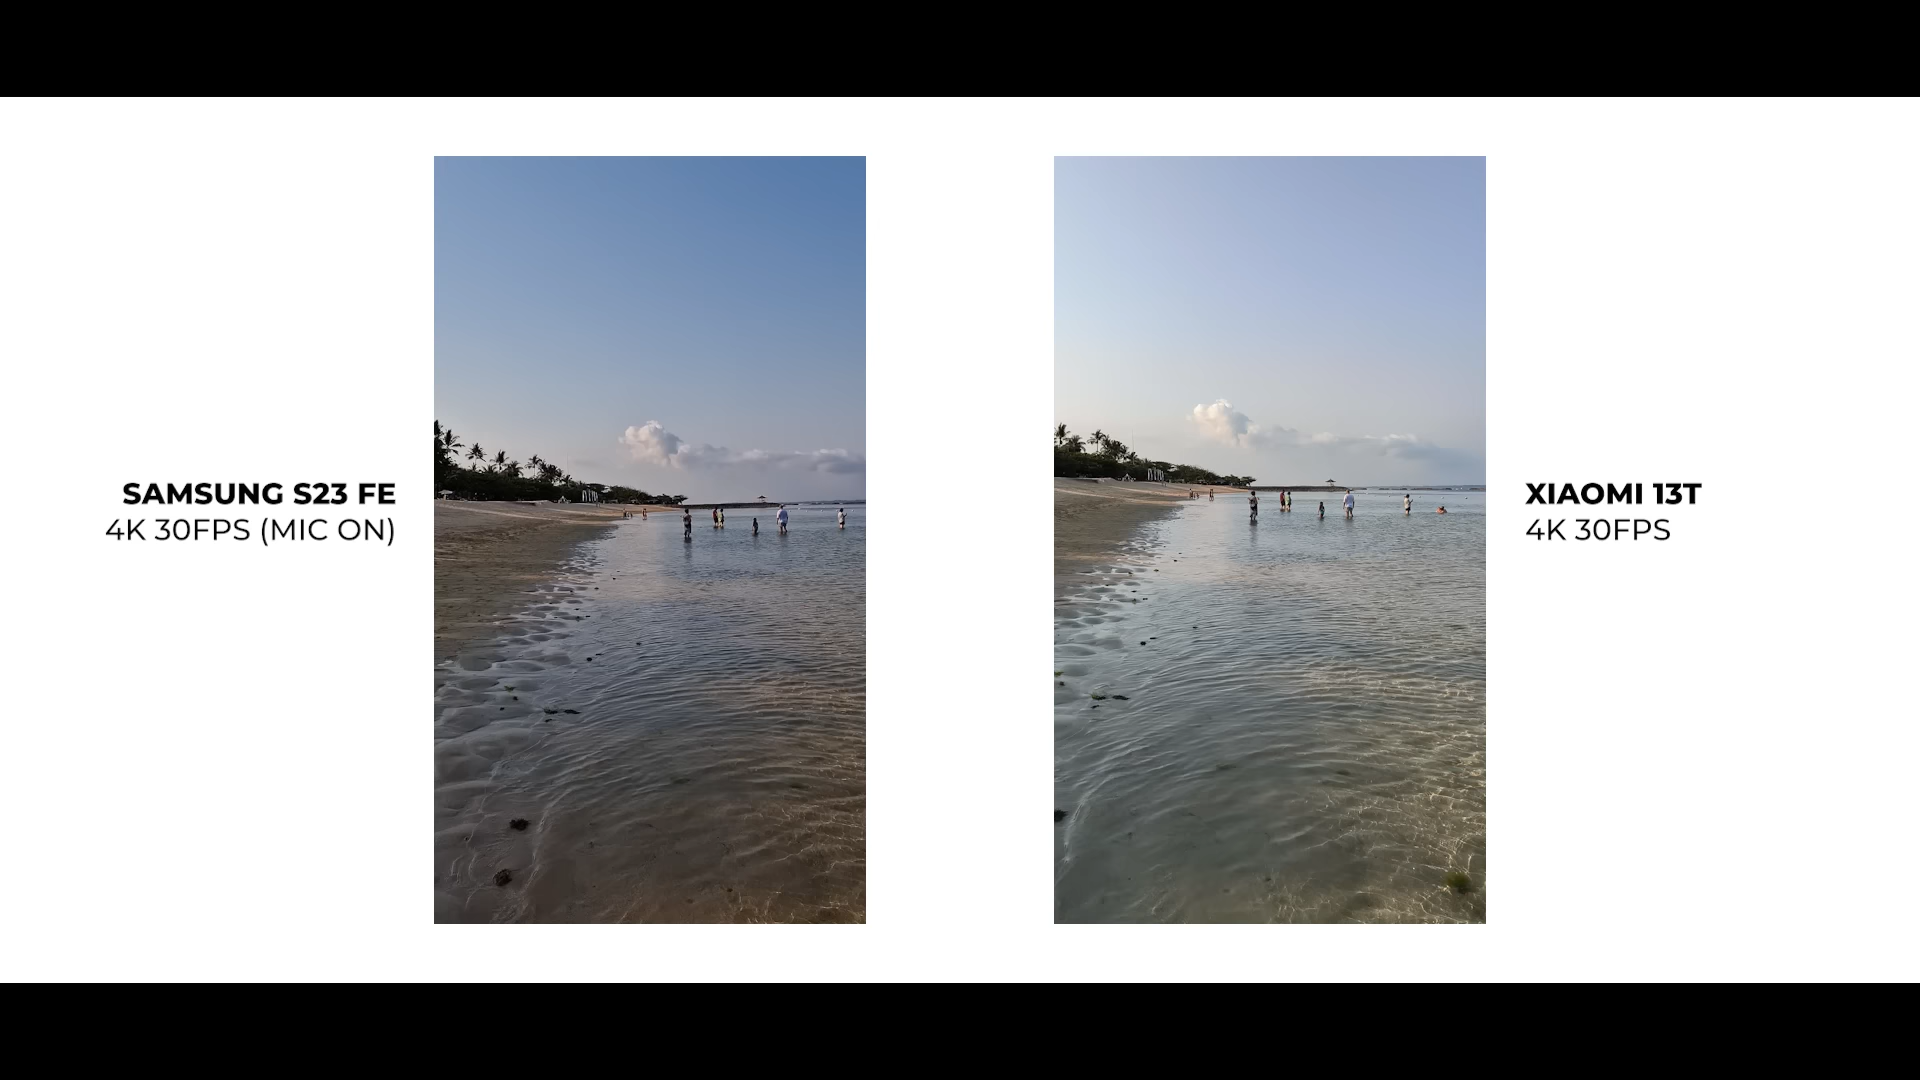 SAMSUNG S23 FE
4K 30FPS (MIC ON)
XIAOMI 13T
4K 30FPS